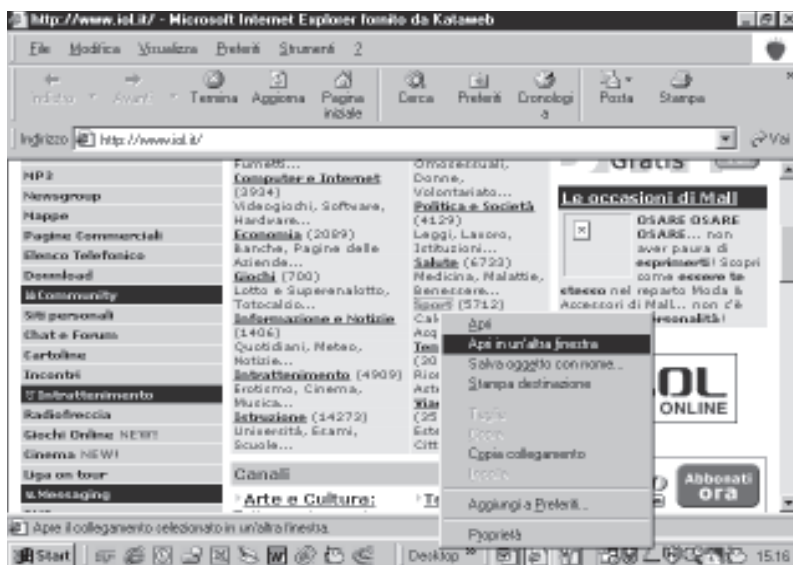 http://www.iol.it/ - Microsoft Internet Explorer fornito da Kataweb
File Modifica Visualizza Preferiti Strumenti ?
Indietro Avanti Termina Aggiorna Pagina iniziale Cerca Preferiti Cronologia Posta Stampa
Indirizzo http://www.iol.it/ Vai
MP3
Newsgroup
Mappe
Pagine Commerciali
Elenco Telefonico
Download
Community
Siti personali
Chat e Forum
Cartoline
Incontri
Intrattenimento
Radiofreccia
Giochi Online NEW!
Cinema NEW!
Liga on tour
Messaging
Fumetti...
Computer e Internet
(3934)
Videogiochi, Software,
Hardware...
Economia (2089)
Banche, Pagine delle
Aziende...
Giochi (700)
Lotto e Superenalotto,
Totocalcio...
Informazione e Notizie
(1406)
Quotidiani, Meteo,
Notizie...
Intrattenimento (4909)
Erotismo, Cinema,
Musica...
Istruzione (14273)
Università, Esami,
Scuole...
Canali
Arte e Cultura:
Omosessuali,
Donne,
Volontariato...
Politica e Società
(4129)
Leggi, Lavoro,
Istituzioni...
Salute (6733)
Medicina, Malattie,
Benessere...
Sport (5712)
Apri
Apri in un'altra finestra
Salva oggetto con nome...
Stampa destinazione
Taglia
Copia
Copia collegamento
Incolla
Aggiungi a Preferiti...
Proprietà
Gratis
Le occasioni di Mall
OSARE OSARE
OSARE... non
aver paura di
esprimerti! Scopri
come essere te
stesso nel reparto Moda &
Accessori di Mall... non c'è
ONLINE
Abbonati
ora
Apre il collegamento selezionato in un'altra finestra.
Start Desktop 15.16